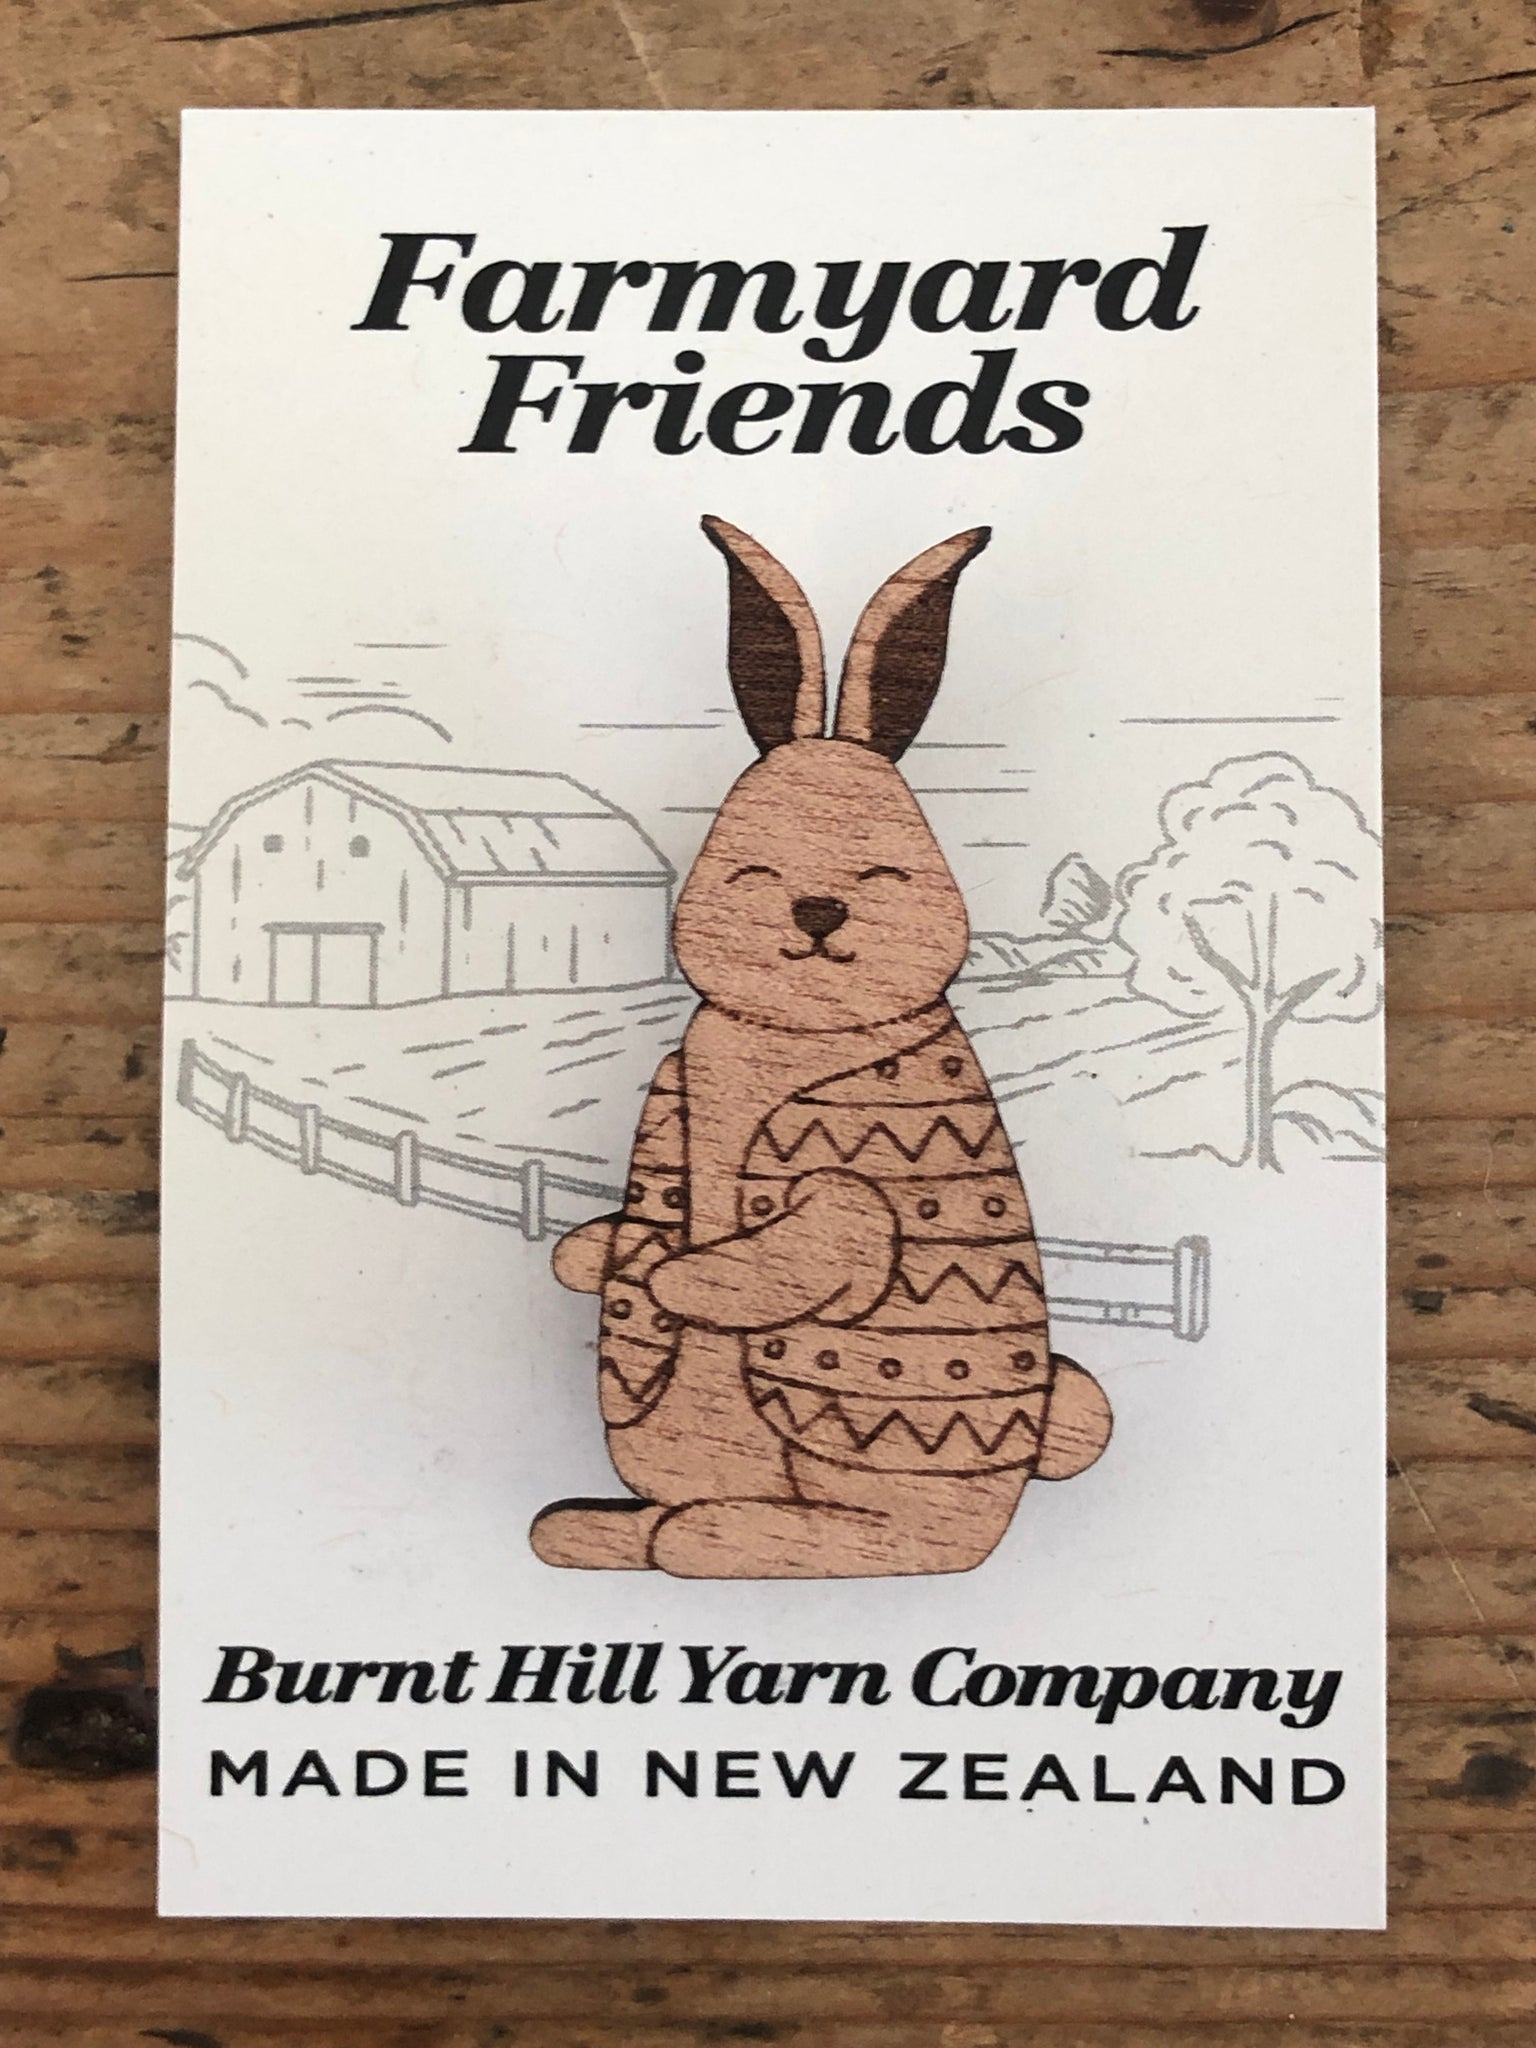 Farmyard
Friends
Burnt Hill Yarn Company
MADE IN NEW ZEALAND